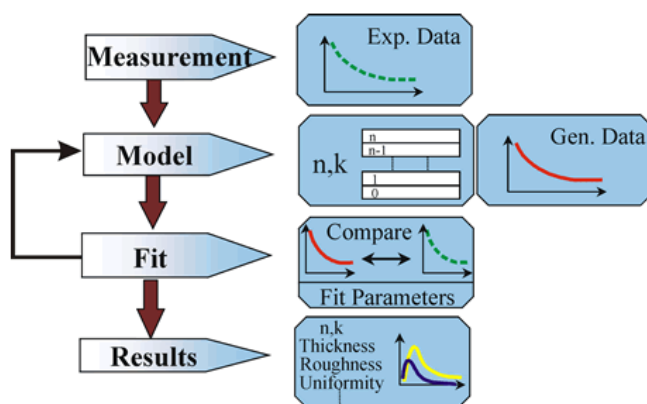 Measurement
Exp. Data
Model
n,k
n
n-1
1
0
Gen. Data
Fit
Compare
Fit Parameters
Results
n,k
Thickness
Roughness
Uniformity